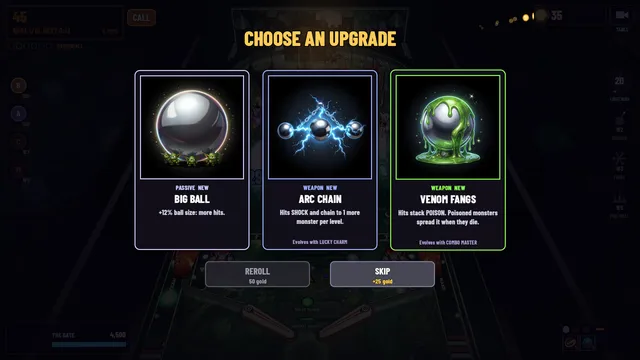 45
CALL
36
CHOOSE AN UPGRADE
PASSIVE NEW
BIG BALL
+12% ball size: more hits.
WEAPON NEW
ARC CHAIN
Hits SHOCK and chain to 1 more
monster per level.
Evolves with LUCKY CHARM
WEAPON NEW
VENOM FANGS
Hits stack POISON. Poisoned monsters
spread it when they die.
Evolves with COMBO MASTER
REROLL
50 gold
SKIP
+25 gold
THE GATE
4,500